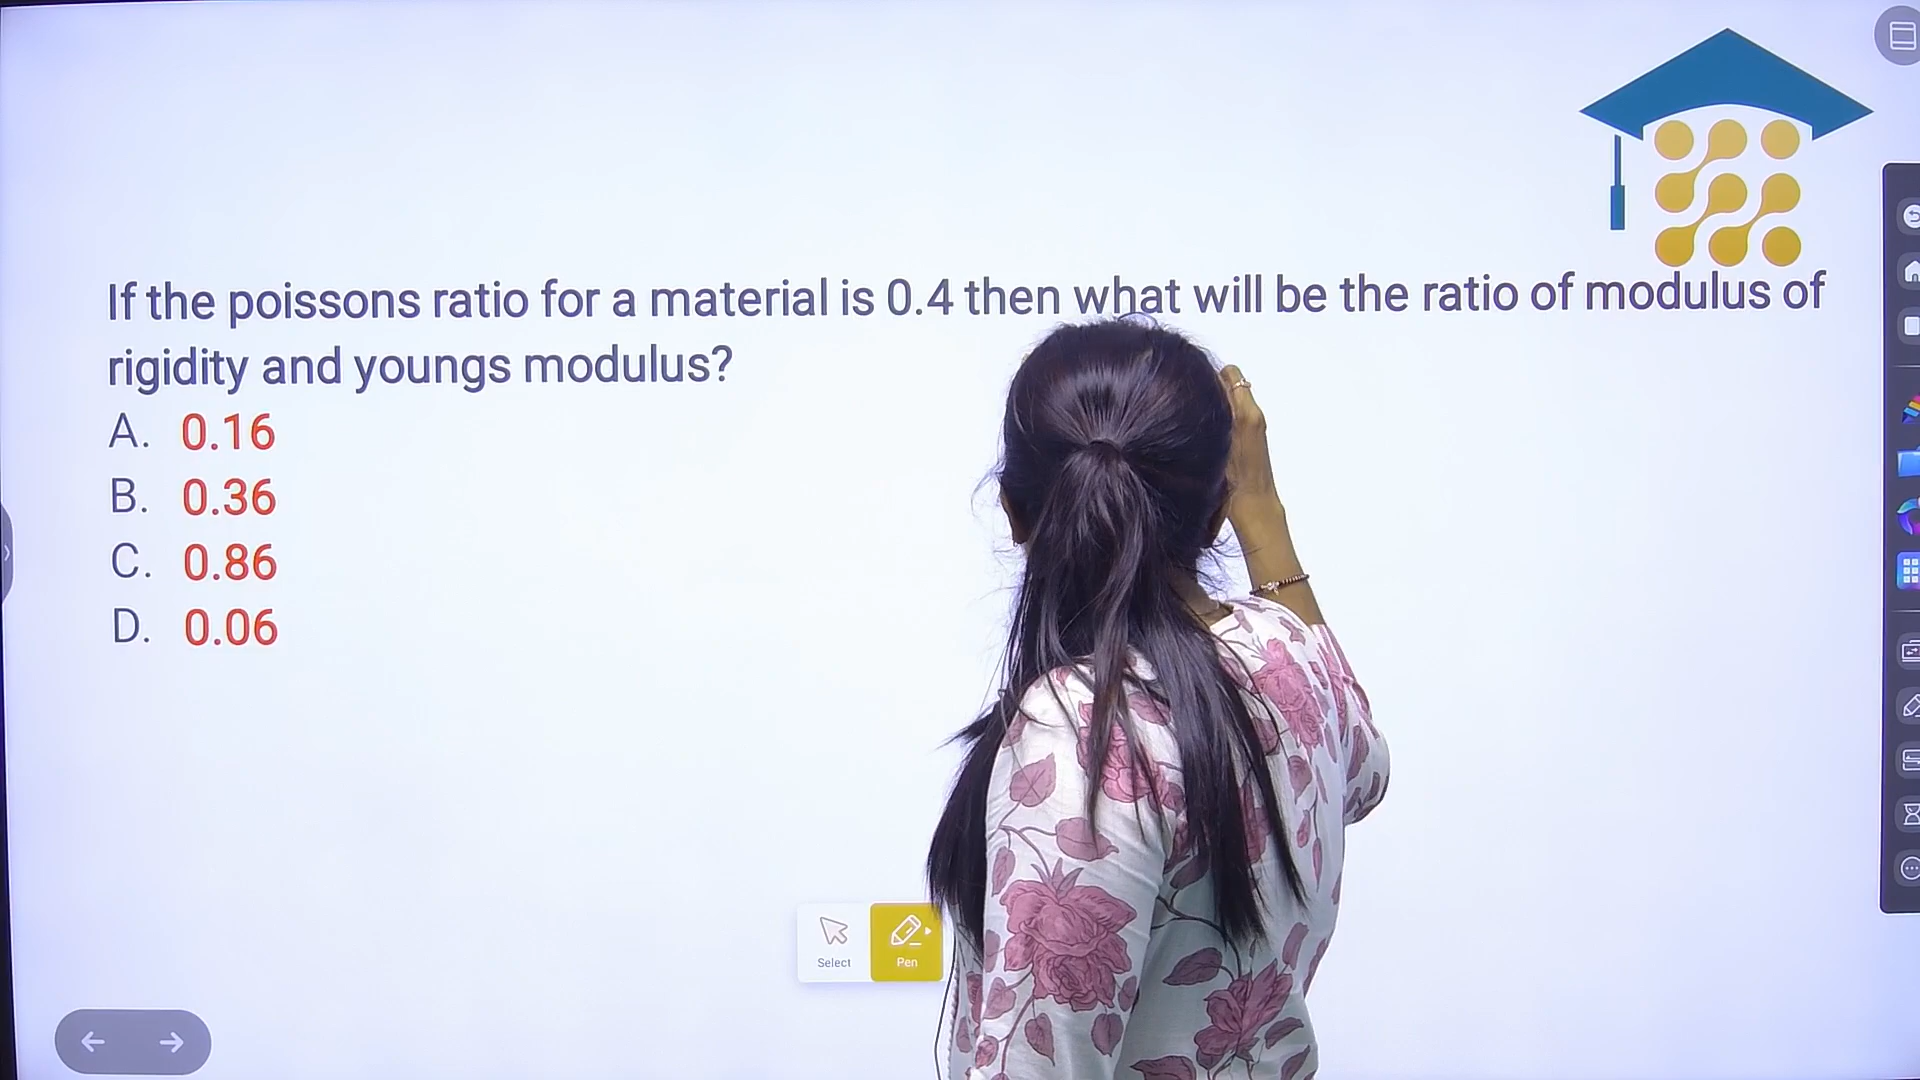 If the poissons ratio for a material is 0.4 then what will be the ratio of modulus of
rigidity and youngs modulus?
A. 0.16
B. 0.36
C. 0.86
D. 0.06
Select
Pen